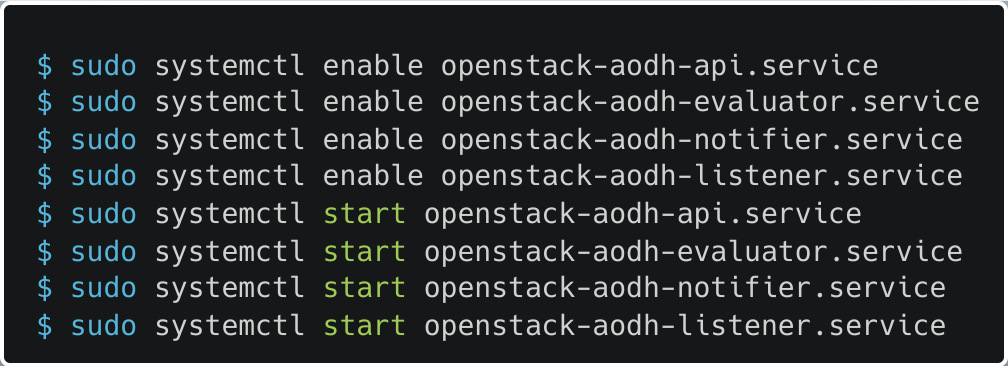 $ sudo systemctl enable openstack-aodh-api.service
$ sudo systemctl enable openstack-aodh-evaluator.service
$ sudo systemctl enable openstack-aodh-notifier.service
$ sudo systemctl enable openstack-aodh-listener.service
$ sudo systemctl start openstack-aodh-api.service
$ sudo systemctl start openstack-aodh-evaluator.service
$ sudo systemctl start openstack-aodh-notifier.service
$ sudo systemctl start openstack-aodh-listener.service